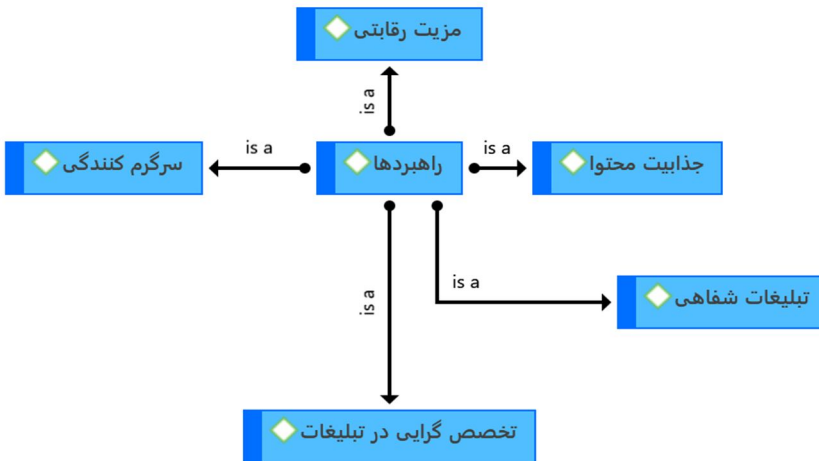 مزیت رقابتی
is a
سرگرم کنندگی
is a
راهبردها
is a
جذابیت محتوا
is a
is a
تبلیغات شفاهی
تخصص گرایی در تبلیغات